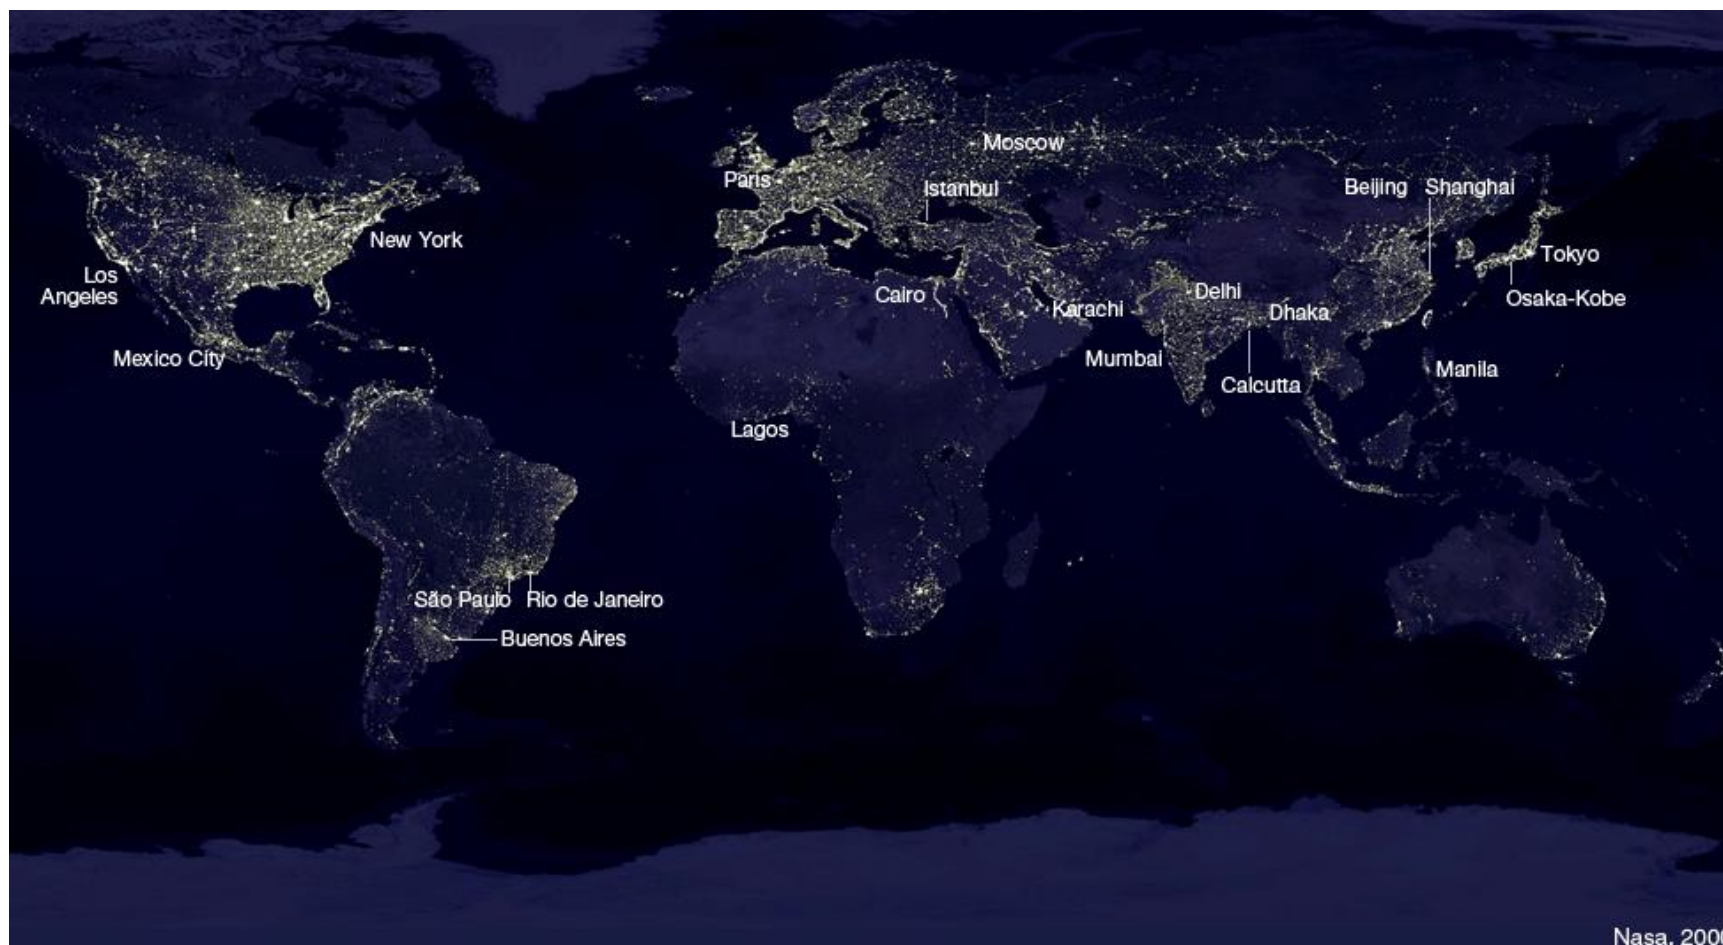 Moscow
Paris
Istanbul
Beijing
Shanghai
New York
Tokyo
Los
Angeles
Cairo
Delhi
Osaka-Kobe
Karachi
Dhaka
Mexico City
Mumbai
Manila
Calcutta
Lagos
São Paulo
Rio de Janeiro
Buenos Aires
Nasa,